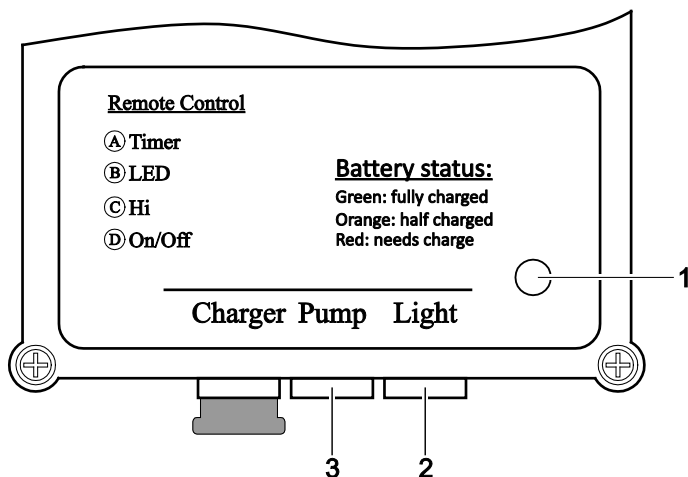 Remote Control
Ⓐ Timer
Ⓑ LED
Ⓒ Hi
Ⓓ On/Off
Battery status:
Green: fully charged
Orange: half charged
Red: needs charge
1
Charger Pump Light
3 2